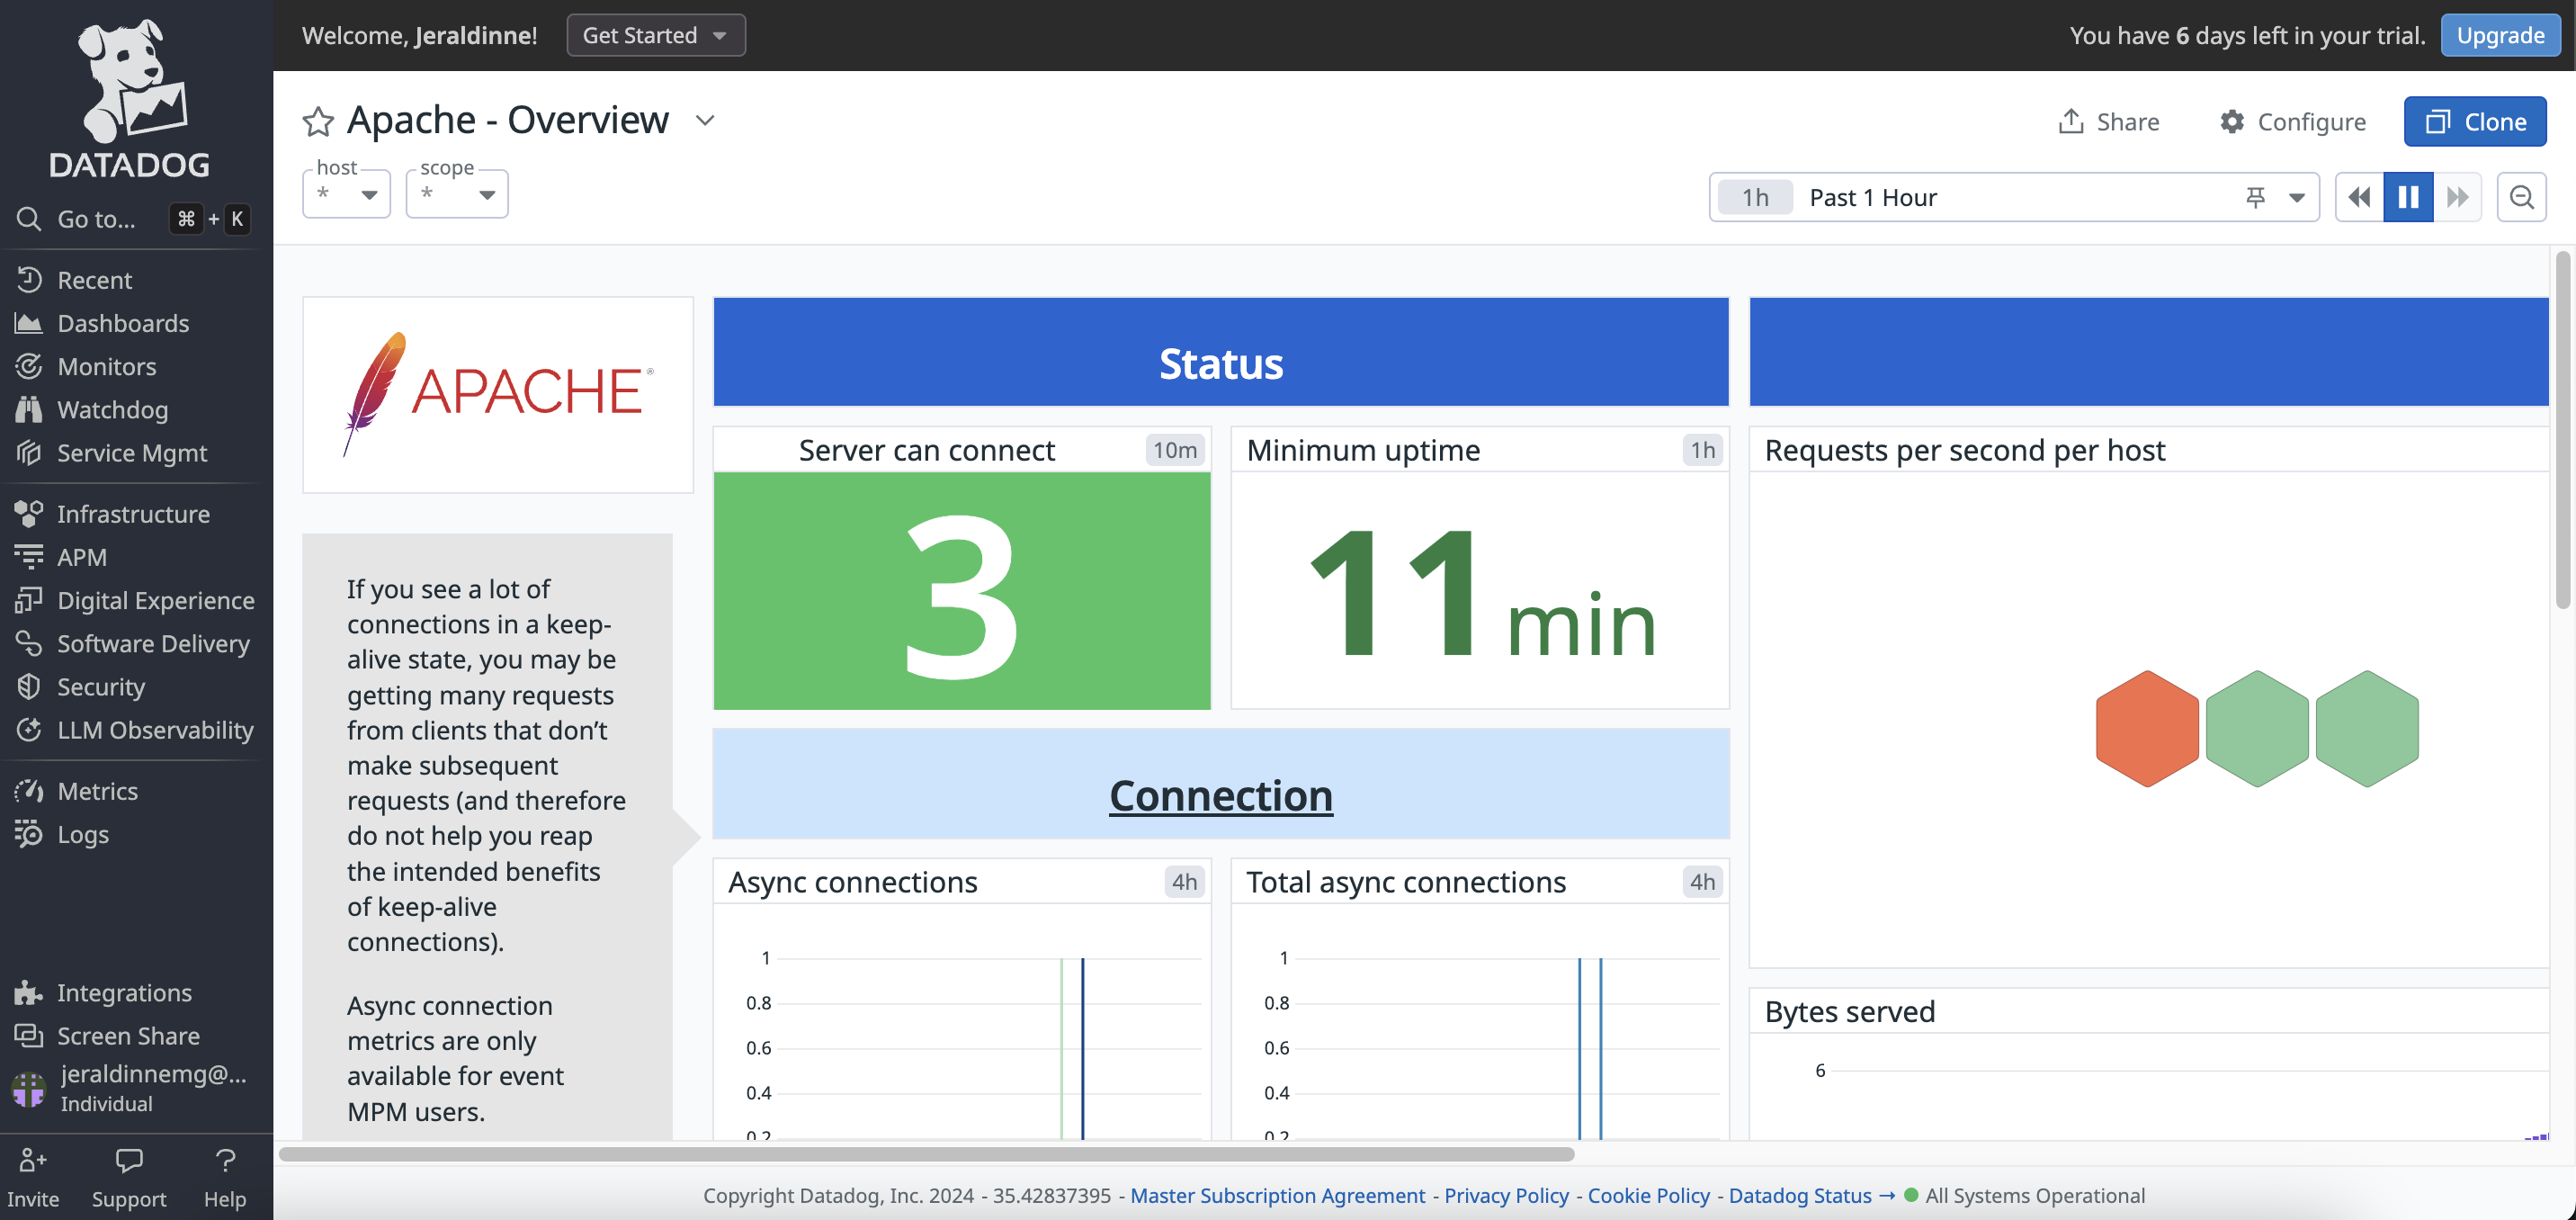 DATADOG
Go to... ⌘ + K
Recent
Dashboards
Monitors
Watchdog
Service Mgmt
Infrastructure
APM
Digital Experience
Software Delivery
Security
LLM Observability
Metrics
Logs
Integrations
Screen Share
jeraldinnemg@...
Individual
Invite Support Help
Welcome, Jeraldinne! Get Started
You have 6 days left in your trial. Upgrade
Apache - Overview
Share Configure Clone
host * scope *
1h Past 1 Hour
APACHE®
If you see a lot of
connections in a keep-
alive state, you may be
getting many requests
from clients that don’t
make subsequent
requests (and therefore
do not help you reap
the intended benefits
of keep-alive
connections).
Async connection
metrics are only
available for event
MPM users.
Status
Server can connect 10m
3
Minimum uptime 1h
11 min
Connection
Async connections 4h
1
0.8
0.6
0.4
0.2
Total async connections 4h
1
0.8
0.6
0.4
0.2
Requests per second per host
Bytes served
6
Copyright Datadog, Inc. 2024 - 35.42837395 - Master Subscription Agreement - Privacy Policy - Cookie Policy - Datadog Status → All Systems Operational